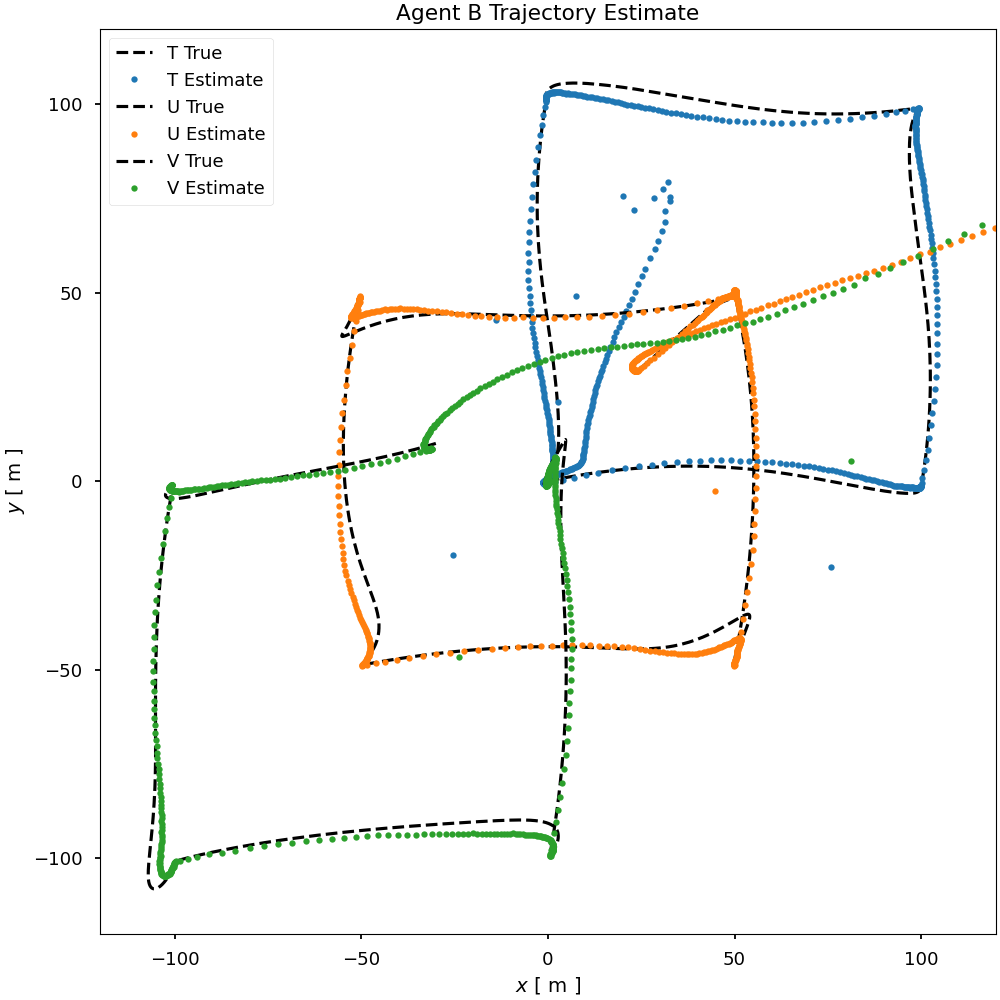 Agent B Trajectory Estimate
T True
T Estimate
U True
U Estimate
V True
V Estimate
100
50
0
−50
−100
y [ m ]
−100 −50 0 50 100
x [ m ]